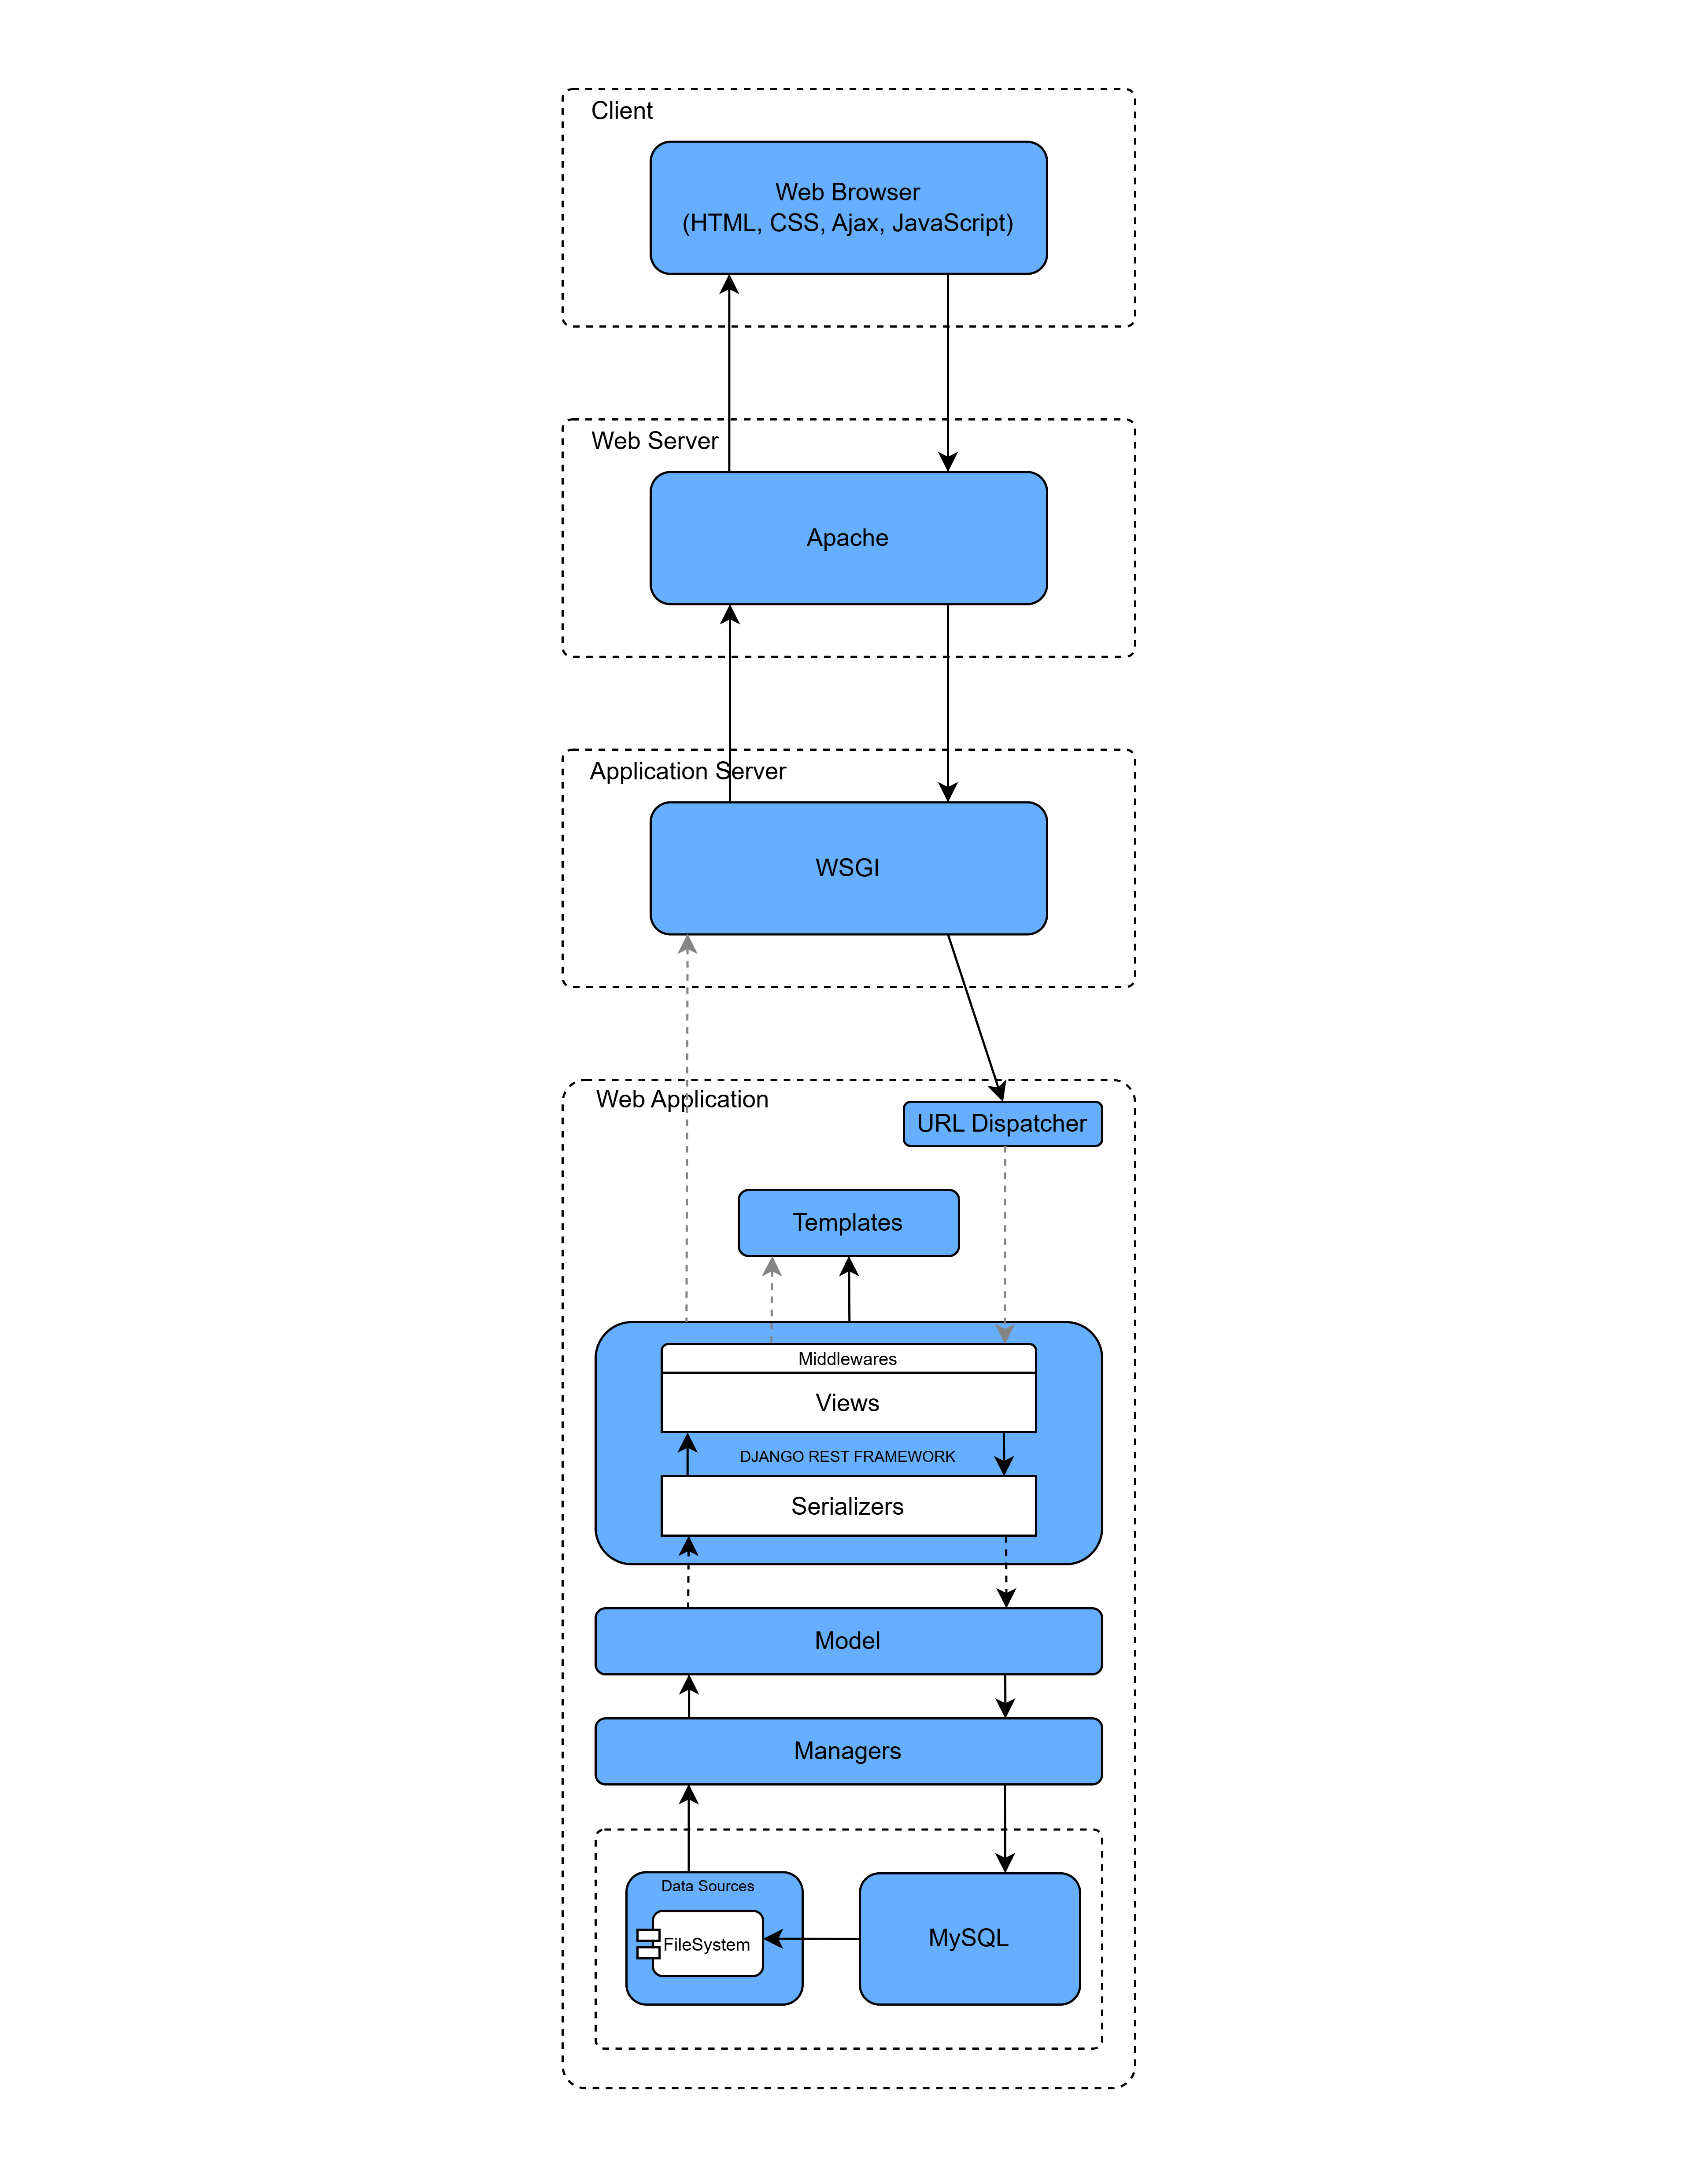 Client
Web Browser
(HTML, CSS, Ajax, JavaScript)
Web Server
Apache
Application Server
WSGI
Web Application
URL Dispatcher
Templates
Middlewares
Views
DJANGO REST FRAMEWORK
Serializers
Model
Managers
Data Sources
FileSystem
MySQL